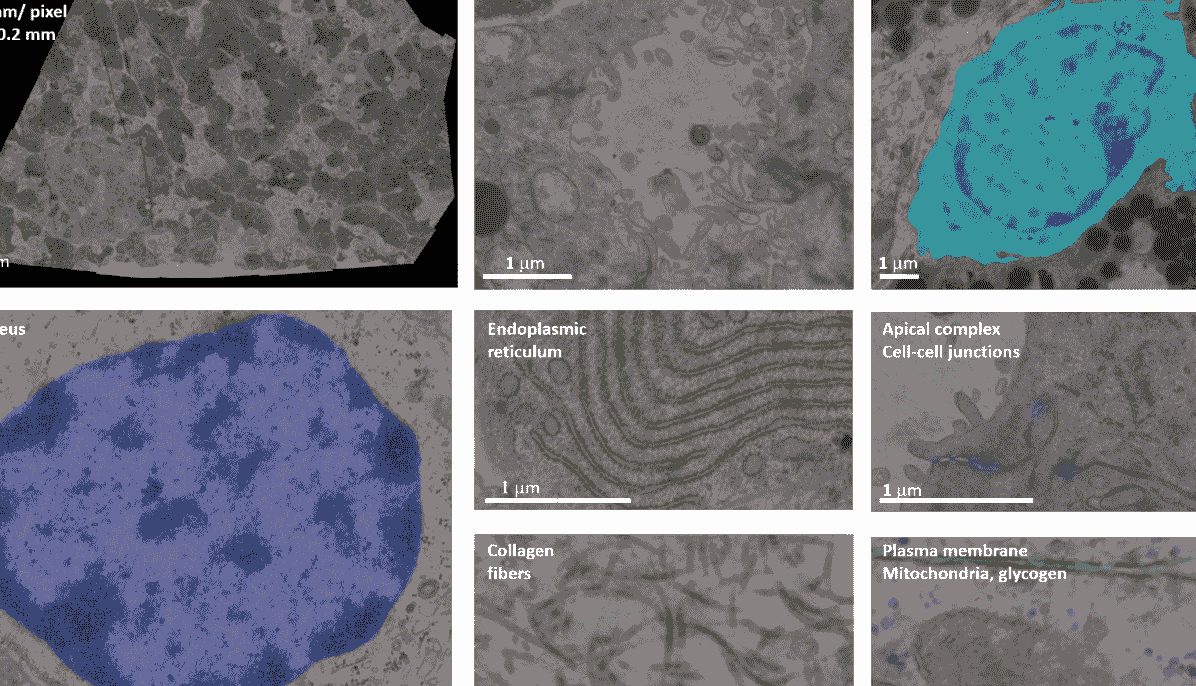 nm/ pixel
0.2 mm
1 µm
1 µm
Endoplasmic
reticulum
1 µm
Apical complex
Cell-cell junctions
1 µm
Collagen
fibers
Plasma membrane
Mitochondria, glycogen